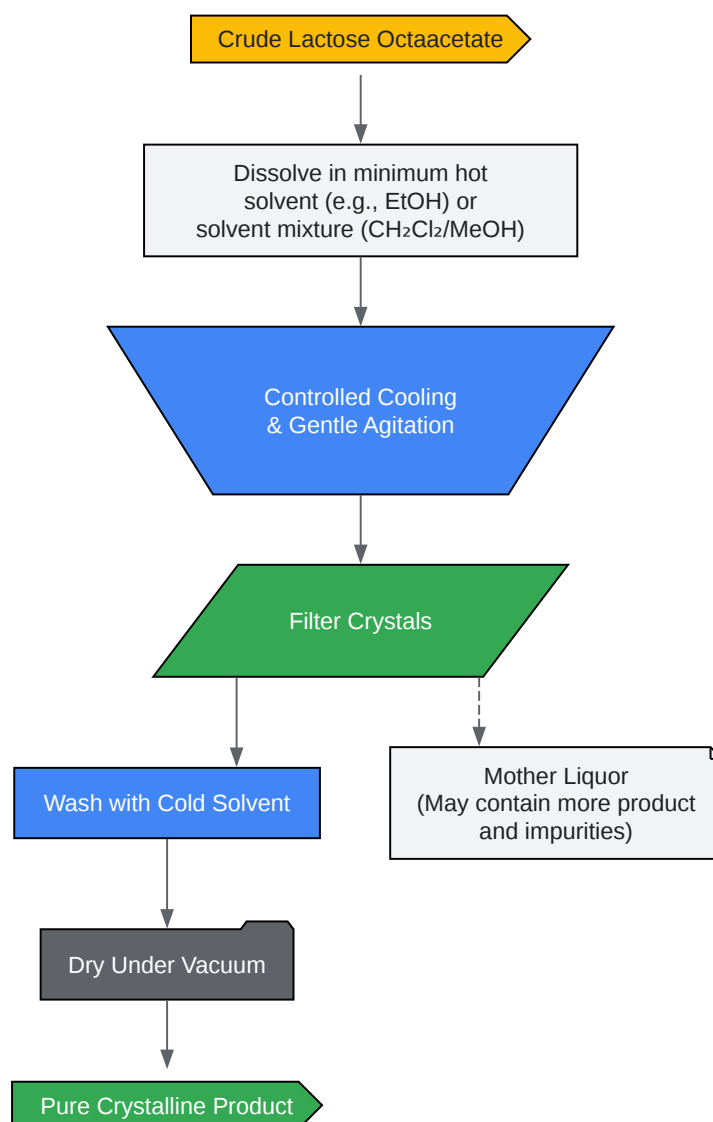 Crude Lactose Octaacetate
Dissolve in minimum hot
solvent (e.g., EtOH) or
solvent mixture (CH₂Cl₂/MeOH)
Controlled Cooling
& Gentle Agitation
Filter Crystals
Wash with Cold Solvent
Mother Liquor
(May contain more product
and impurities)
Dry Under Vacuum
Pure Crystalline Product